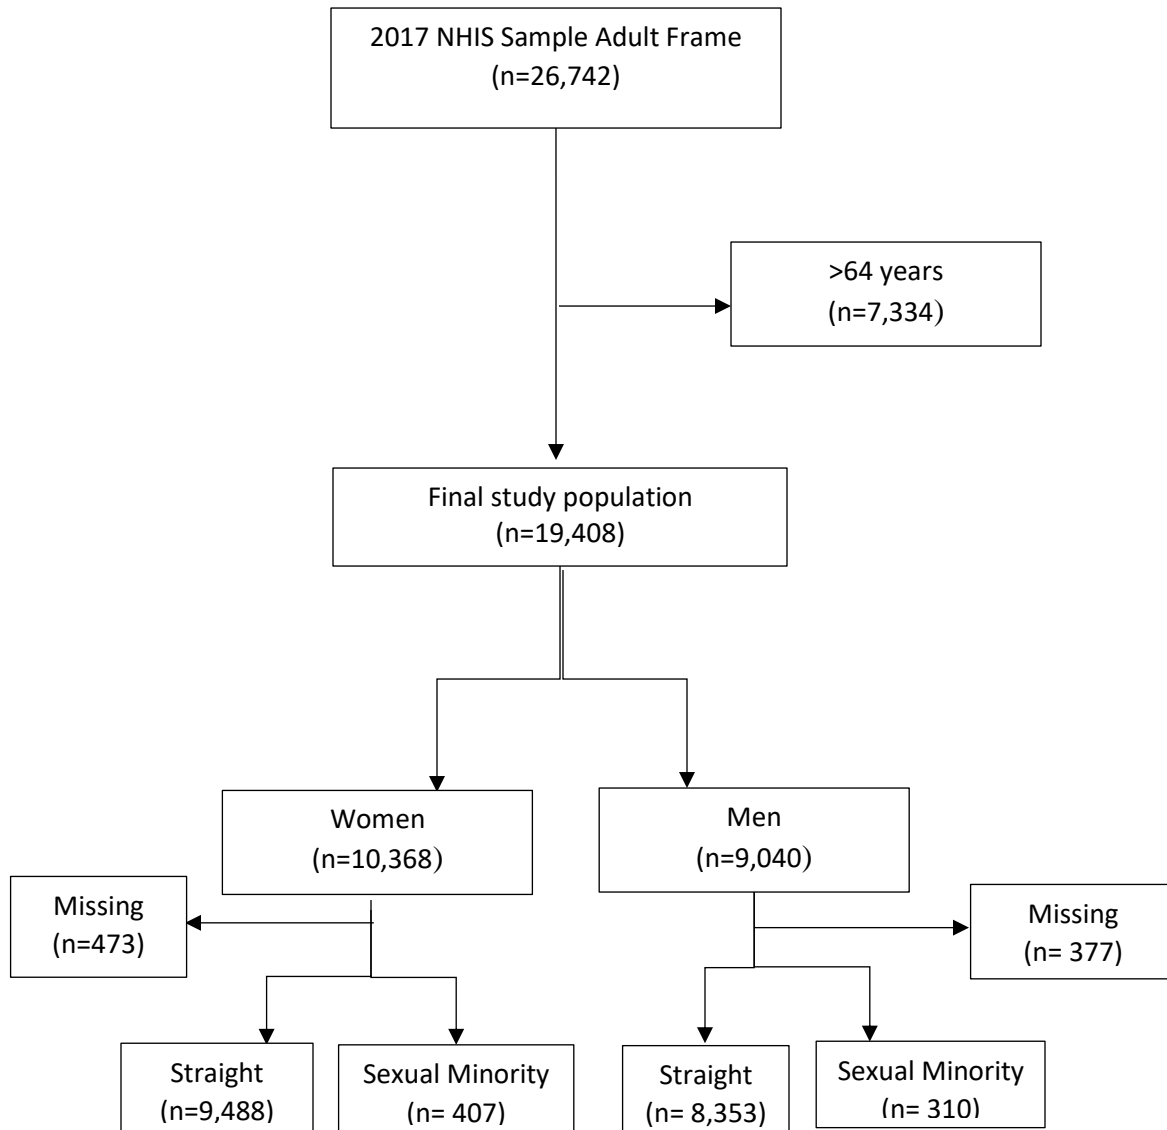 2017 NHIS Sample Adult Frame
(n=26,742)
>64 years
(n=7,334)
Final study population
(n=19,408)
Women
(n=10,368)
Men
(n=9,040)
Missing
(n=473)
Missing
(n= 377)
Straight
(n=9,488)
Sexual Minority
(n= 407)
Straight
(n= 8,353)
Sexual Minority
(n= 310)